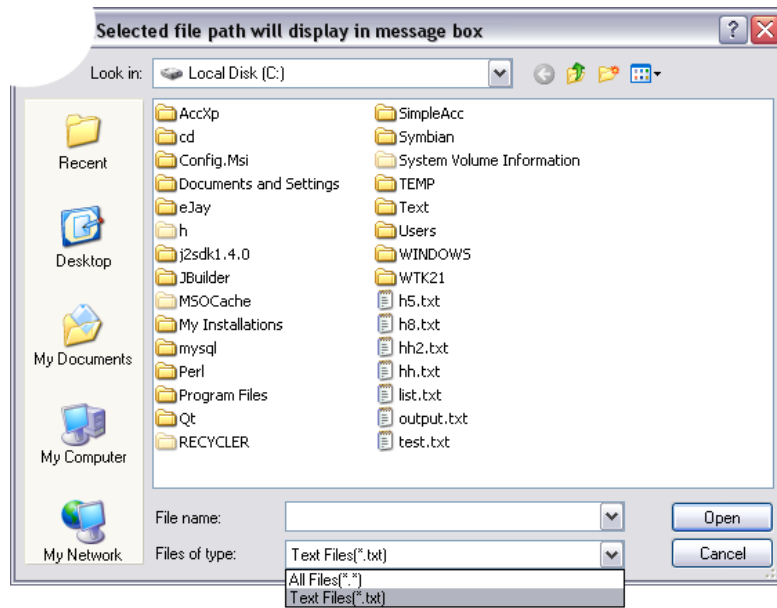 Selected file path will display in message box
Look in: Local Disk (C:)
Recent
Desktop
My Documents
My Computer
My Network
AccXp
cd
Config.Msi
Documents and Settings
eJay
h
j2sdk1.4.0
JBuilder
MSOCache
My Installations
mysql
Perl
Program Files
Qt
RECYCLER
SimpleAcc
Symbian
System Volume Information
TEMP
Text
Users
WINDOWS
WTK21
h5.txt
h8.txt
hh2.txt
hh.txt
list.txt
output.txt
test.txt
File name:
Open
Files of type: Text Files(*.txt)
Cancel
All Files(*.*)
Text Files(*.txt)